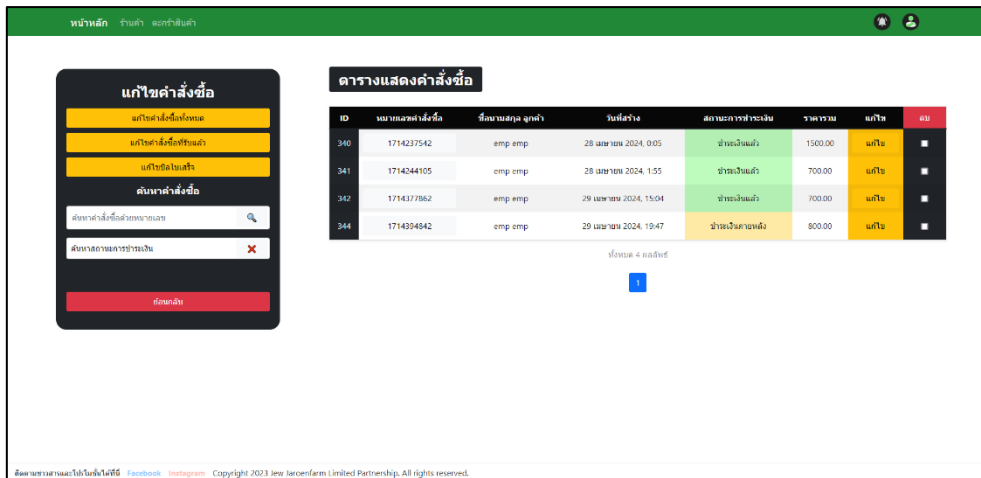 หน้าหลัก ร้านค้า ตะกร้าสินค้า
แก้ไขคำสั่งซื้อ
แก้ไขคำสั่งซื้อทั้งหมด
แก้ไขคำสั่งซื้อที่รับแล้ว
แก้ไขบิลใบเสร็จ
ค้นหาคำสั่งซื้อ
ค้นหาคำสั่งซื้อด้วยหมายเลข
ค้นหาสถานะการชำระเงิน
ย้อนกลับ
ตารางแสดงคำสั่งซื้อ
ID หมายเลขคำสั่งซื้อ ชื่อนามสกุล ลูกค้า วันที่สร้าง สถานะการชำระเงิน ราคารวม แก้ไข ลบ
340 1714237542 emp emp 28 เมษายน 2024, 0:05 ชำระเงินแล้ว 1500.00 แก้ไข
341 1714244105 emp emp 28 เมษายน 2024, 1:55 ชำระเงินแล้ว 700.00 แก้ไข
342 1714377862 emp emp 29 เมษายน 2024, 15:04 ชำระเงินแล้ว 700.00 แก้ไข
344 1714394842 emp emp 29 เมษายน 2024, 19:47 ชำระเงินภายหลัง 800.00 แก้ไข
ทั้งหมด 4 ผลลัพธ์
1
ติดตามข่าวสารและโปรโมชั่นได้ที่นี่ Facebook Instagram Copyright 2023 Jew Jaroenfarm Limited Partnership. All rights reserved.